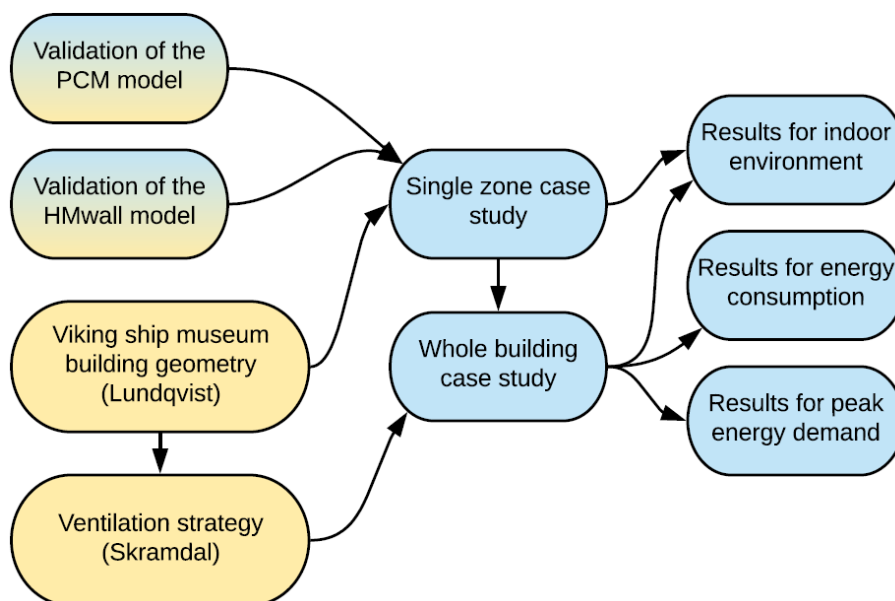 Validation of the
PCM model
Validation of the
HMwall model
Viking ship museum
building geometry
(Lundqvist)
Ventilation strategy
(Skramdal)
Single zone case
study
Whole building
case study
Results for indoor
environment
Results for energy
consumption
Results for peak
energy demand